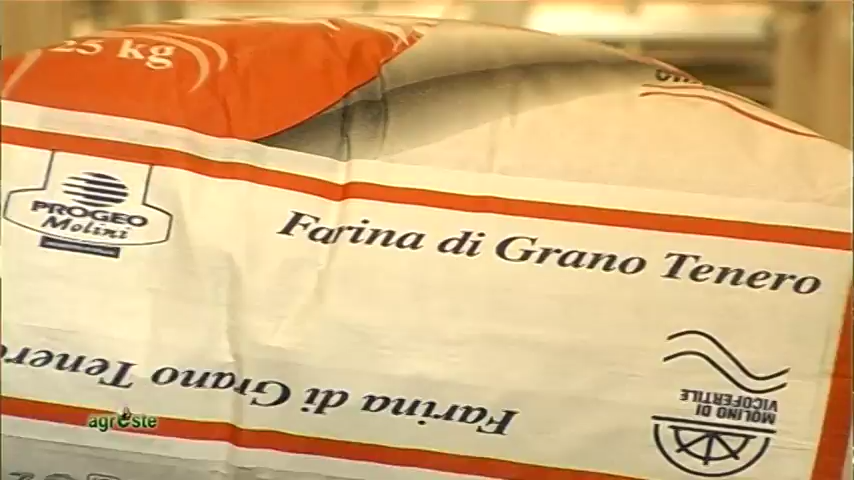 25 kg
PROGEO
Molini
Farina di Grano Tenero
Farina di Grano Tenero
MOLINO DI
VICOFERTILE
agreste